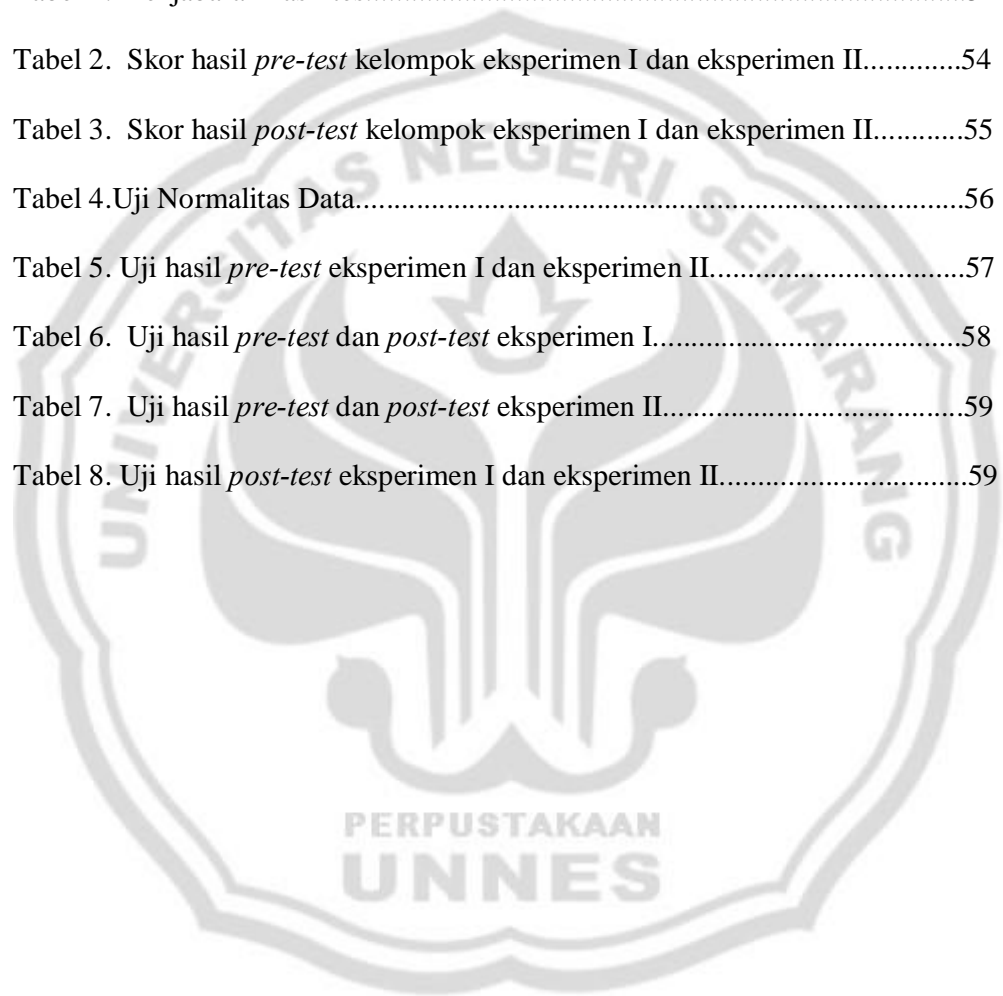 Tabel 2.  Skor hasil pre-test kelompok eksperimen I dan eksperimen II.............54
Tabel 3.  Skor hasil post-test kelompok eksperimen I dan eksperimen II............55
Tabel 4.Uji Normalitas Data................................................................................56
Tabel 5. Uji hasil pre-test eksperimen I dan eksperimen II.................................57
Tabel 6.  Uji hasil pre-test dan post-test eksperimen I........................................58
Tabel 7.  Uji hasil pre-test dan post-test eksperimen II.......................................59
Tabel 8. Uji hasil post-test eksperimen I dan eksperimen II................................59
UNIVERSITAS NEGERI SEMARANG
PERPUSTAKAAN
UNNES